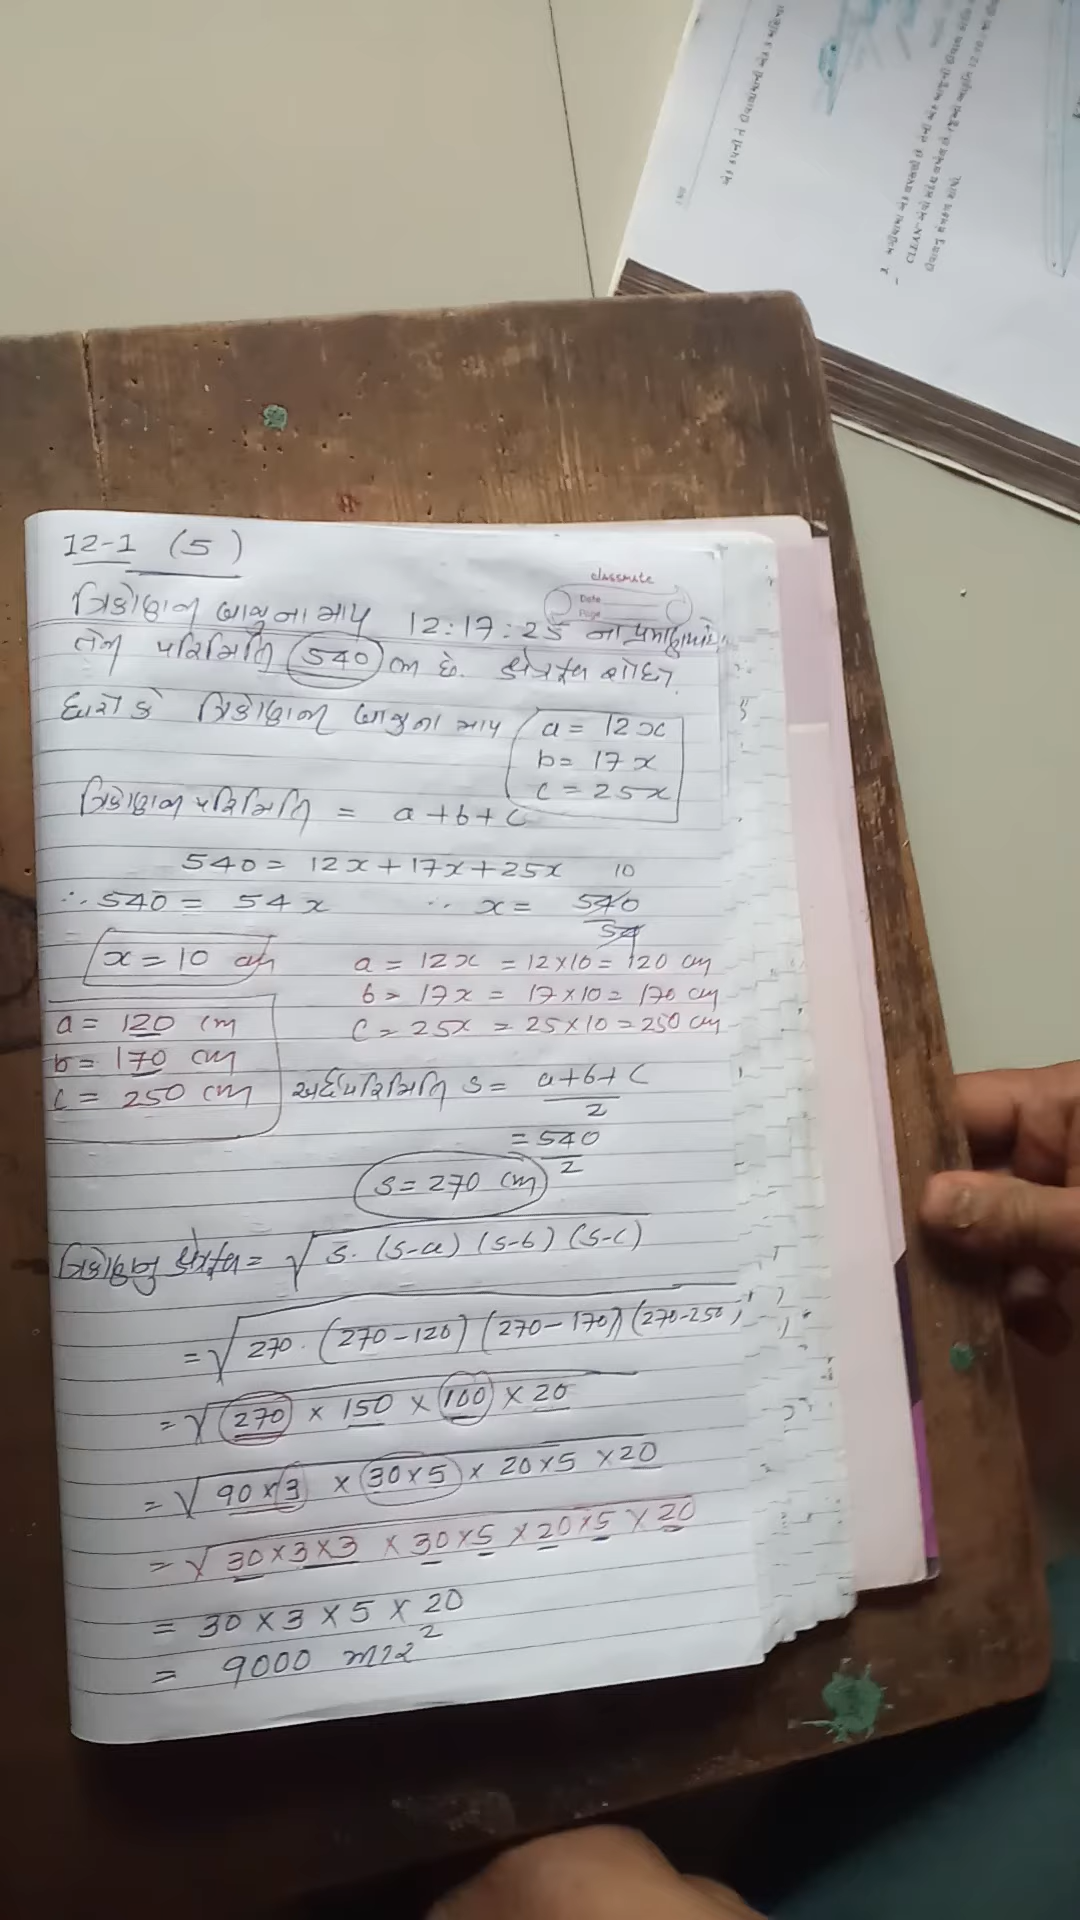 12-1 (5)
classmate
Date
Page
ત્રિકોણના બાજુના માપ 12:17:25 ના પ્રમાણમાં છે,
તેની પરિમિતિ 540 cm છે. ક્ષેત્રફળ શોધો.
ધારો કે ત્રિકોણના બાજુના માપ
a = 12x
b = 17x
c = 25x
ત્રિકોણની પરિમિતિ = a+b+c
540 = 12x+17x+25x
∴ 540 = 54x ∴ x = 540/54 10
x = 10 cm
a = 12x = 12×10 = 120 cm
b = 17x = 17×10 = 170 cm
c = 25x = 25×10 = 250 cm
a = 120 cm
b = 170 cm
c = 250 cm
અર્ધપરિમિતિ s = a+b+c/2
= 540/2
s = 270 cm
ત્રિકોણનું ક્ષેત્રફળ = √s.(s-a)(s-b)(s-c)
= √270.(270-120)(270-170)(270-250)
= √270 × 150 × 100 × 20
= √90×3 × 30×5 × 20×5 × 20
= √30×3×3 × 30×5 × 20×5 × 20
= 30×3×5×20
= 9000 સેમી²
CLEAN